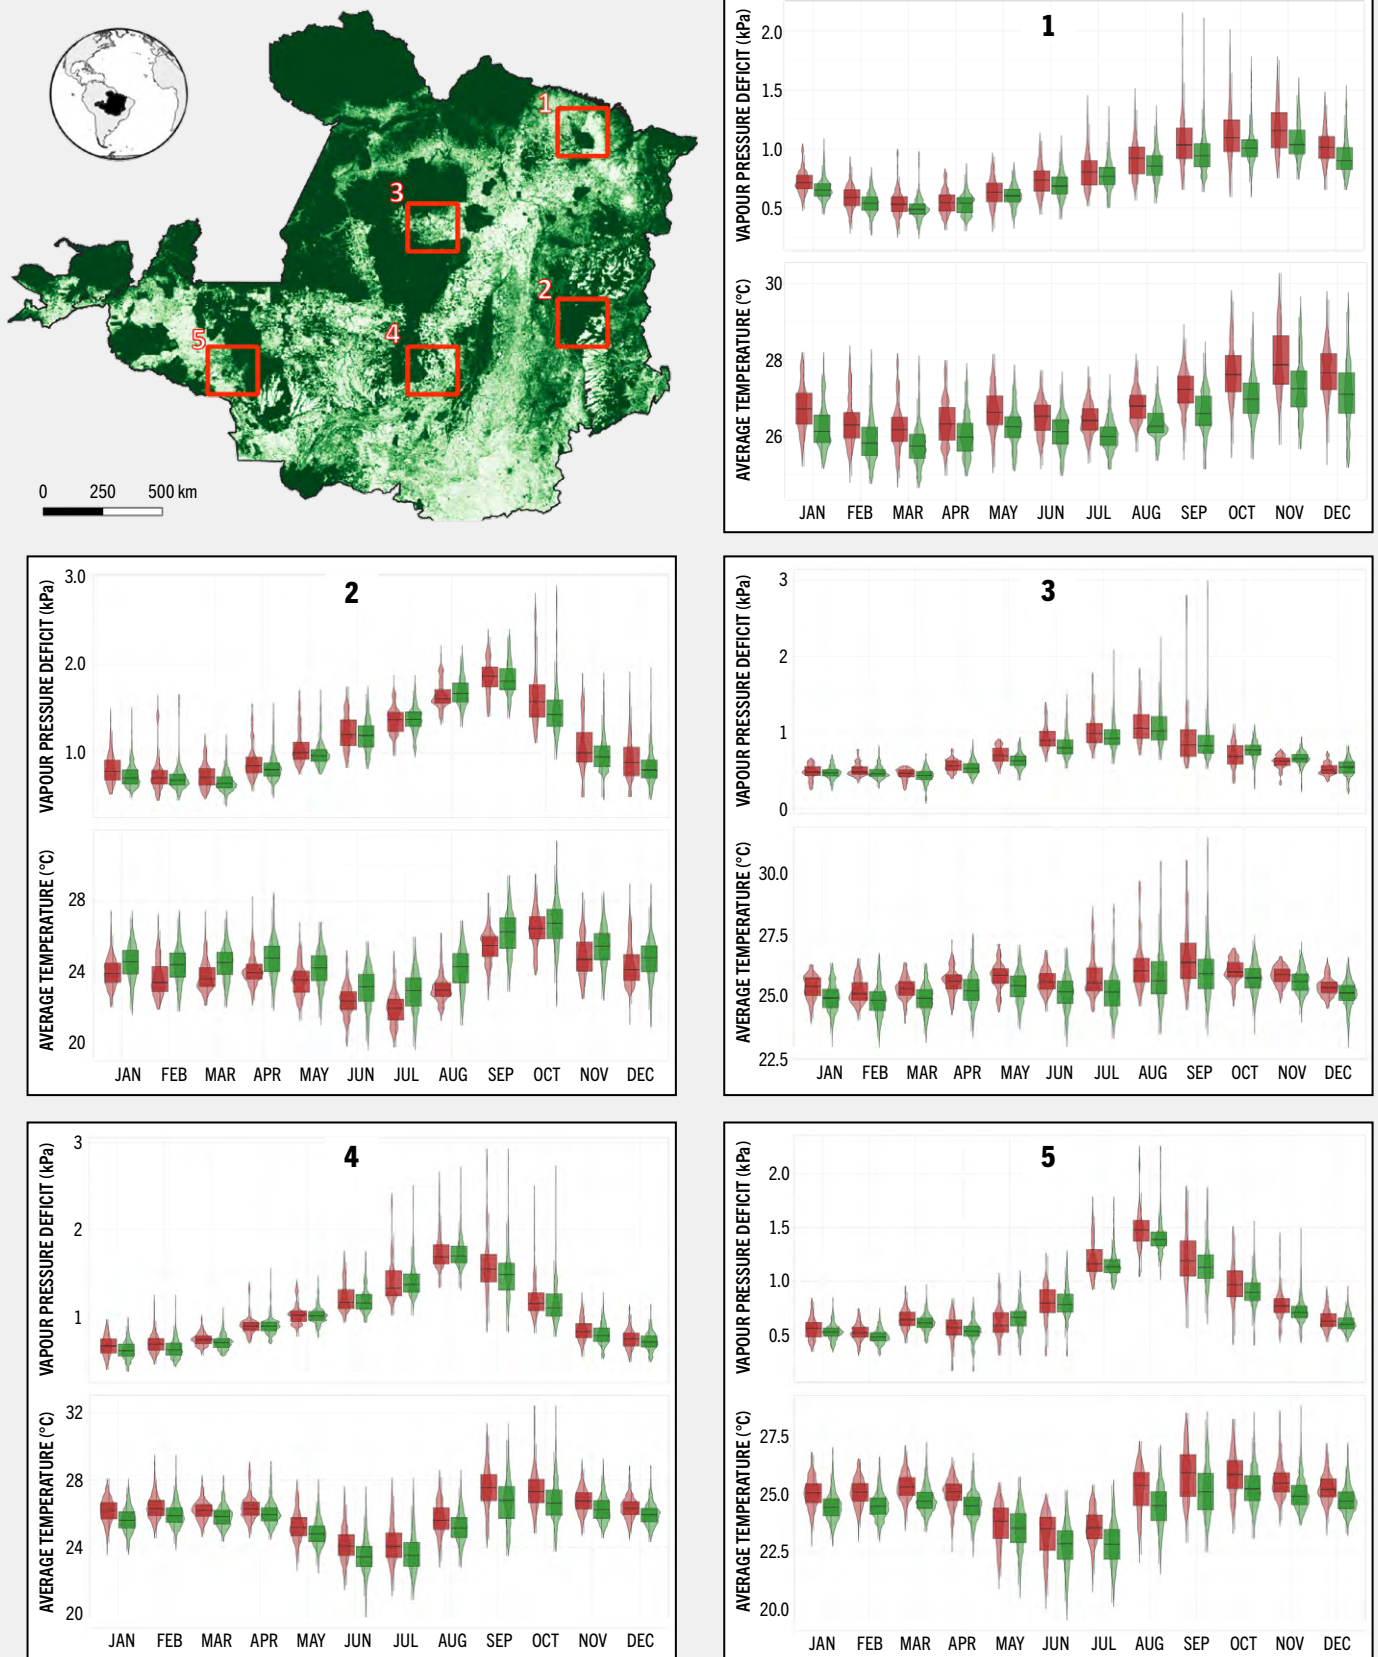 1
3
2
4
5
0 250 500 km
1
VAPOUR PRESSURE DEFICIT (kPa)
2.0
1.5
1.0
0.5
AVERAGE TEMPERATURE (°C)
30
28
26
JAN FEB MAR APR MAY JUN JUL AUG SEP OCT NOV DEC
2
VAPOUR PRESSURE DEFICIT (kPa)
3.0
2.0
1.0
AVERAGE TEMPERATURE (°C)
28
24
20
JAN FEB MAR APR MAY JUN JUL AUG SEP OCT NOV DEC
3
VAPOUR PRESSURE DEFICIT (kPa)
3
2
1
0
AVERAGE TEMPERATURE (°C)
30.0
27.5
25.0
22.5
JAN FEB MAR APR MAY JUN JUL AUG SEP OCT NOV DEC
4
VAPOUR PRESSURE DEFICIT (kPa)
3
2
1
AVERAGE TEMPERATURE (°C)
32
28
24
20
JAN FEB MAR APR MAY JUN JUL AUG SEP OCT NOV DEC
5
VAPOUR PRESSURE DEFICIT (kPa)
2.0
1.5
1.0
0.5
AVERAGE TEMPERATURE (°C)
27.5
25.0
22.5
20.0
JAN FEB MAR APR MAY JUN JUL AUG SEP OCT NOV DEC